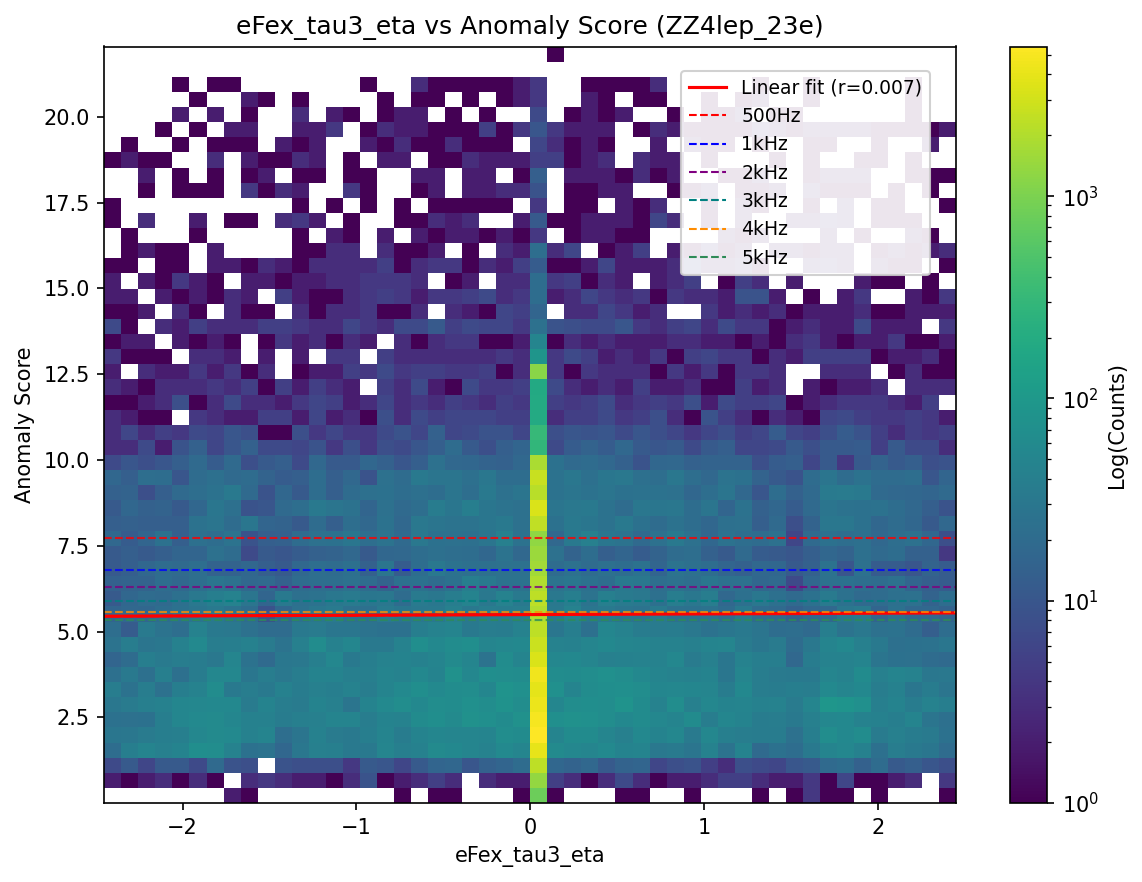 eFex_tau3_eta vs Anomaly Score (ZZ4lep_23e)
Linear fit (r=0.007)
500Hz
1kHz
2kHz
3kHz
4kHz
5kHz
20.0
17.5
15.0
12.5
10.0
7.5
5.0
2.5
Anomaly Score
−2
−1
0
1
2
eFex_tau3_eta
10³
10²
10¹
10⁰
Log(Counts)